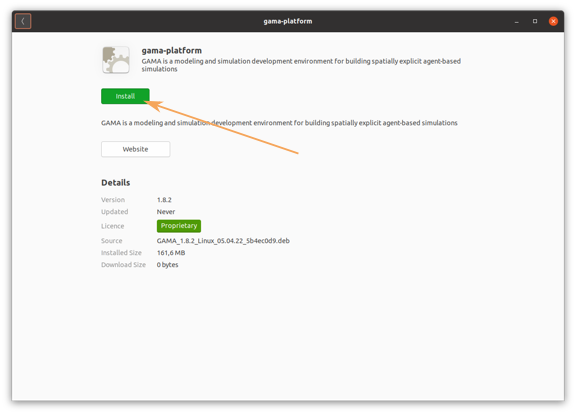 gama-platform
gama-platform
GAMA is a modeling and simulation development environment for building spatially explicit agent-based
simulations
Install
GAMA is a modeling and simulation development environment for building spatially explicit agent-based simulations
Website
Details
Version 1.8.2
Updated Never
Licence Proprietary
Source GAMA_1.8.2_Linux_05.04.22_5b4ec0d9.deb
Installed Size 161,6 MB
Download Size 0 bytes